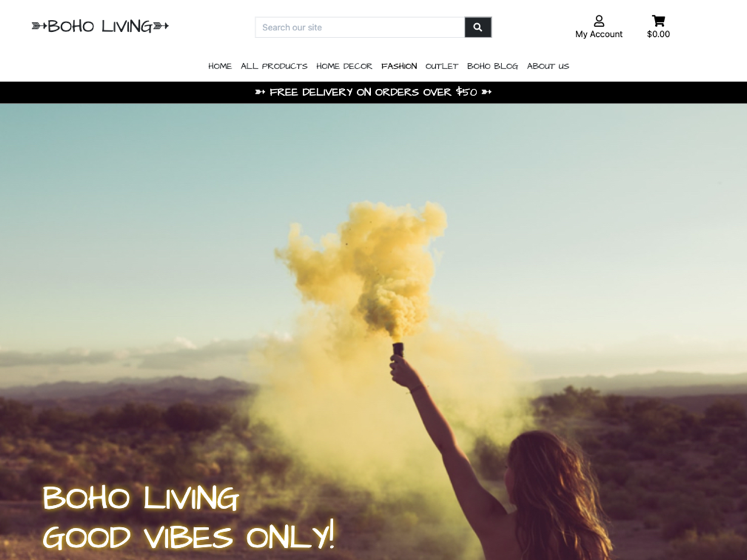 ➳BOHO LIVING➳
Search our site
My Account
$0.00
HOME ALL PRODUCTS HOME DECOR FASHION OUTLET BOHO BLOG ABOUT US
➳ FREE DELIVERY ON ORDERS OVER $50 ➳
BOHO LIVING
GOOD VIBES ONLY!